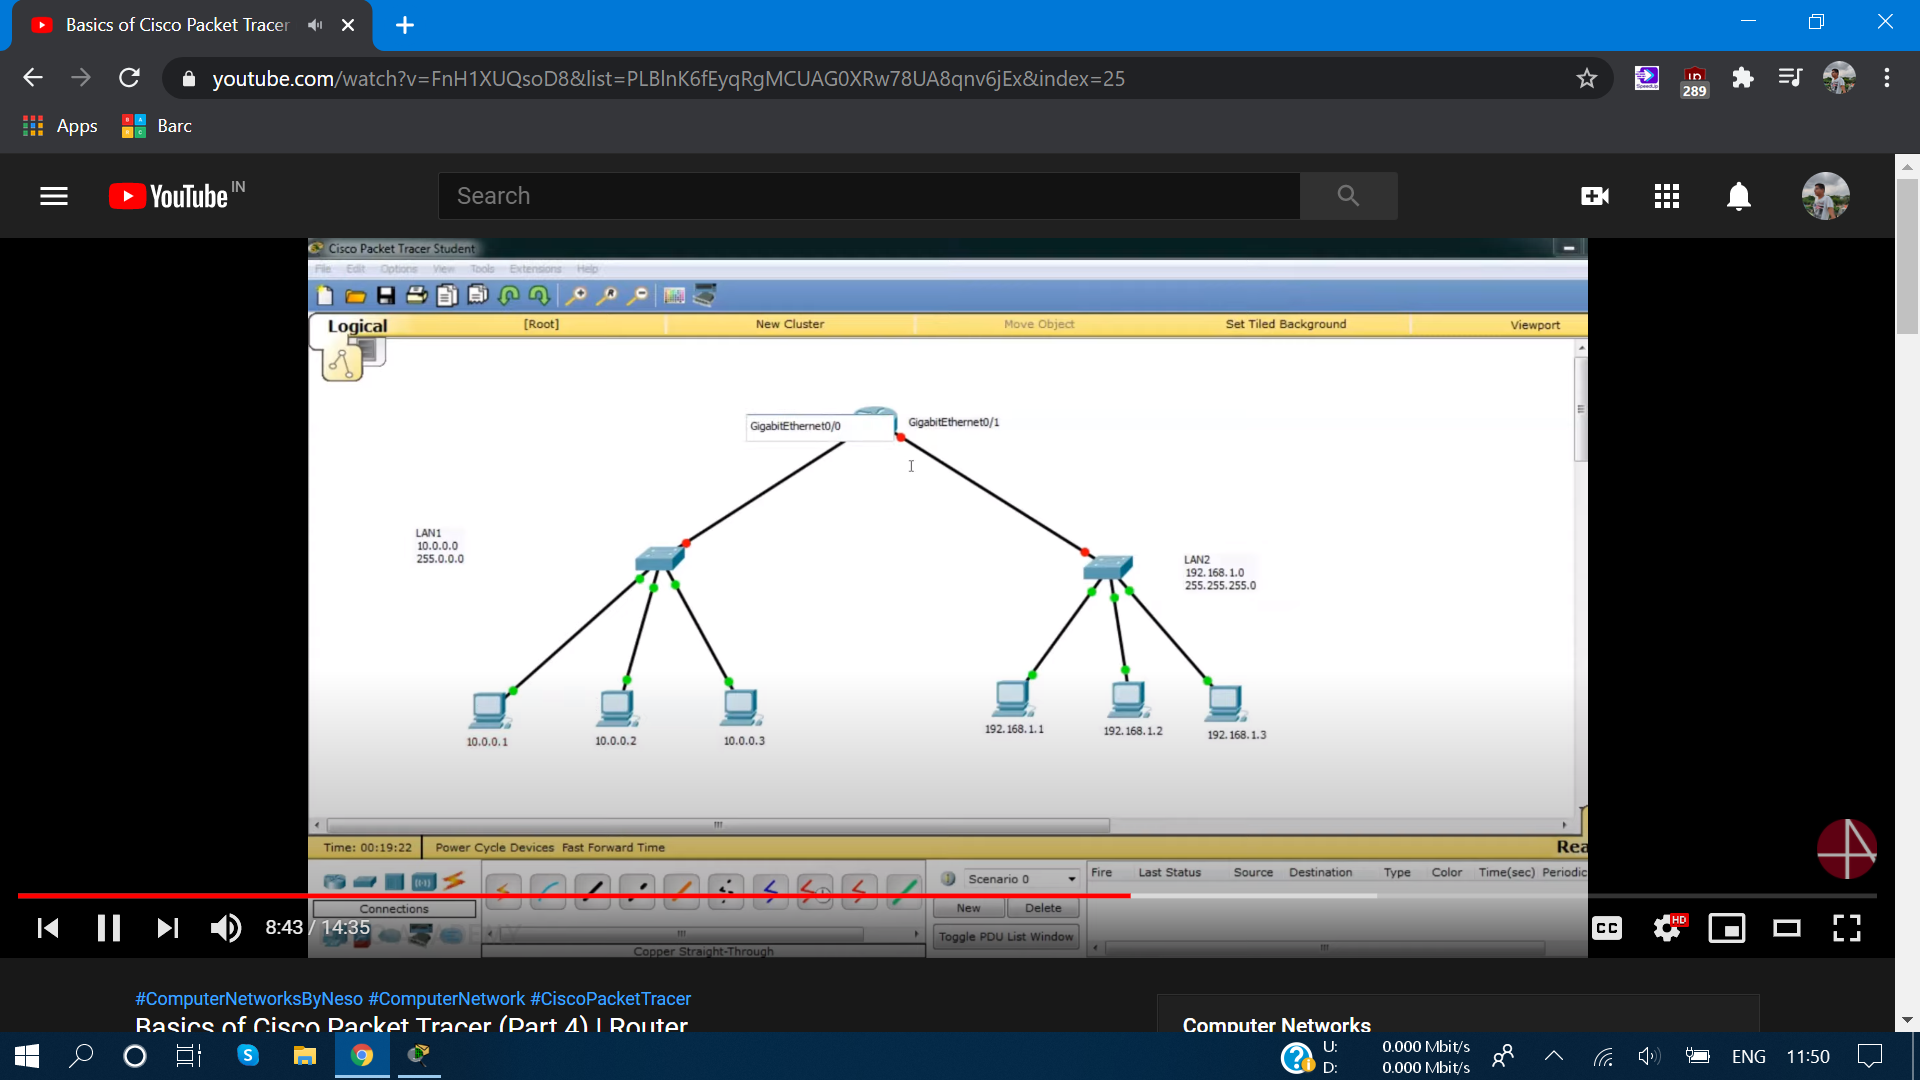 Basics of Cisco Packet Tracer
youtube.com/watch?v=FnH1XUQsoD8&list=PLBlnK6fEyqRgMCUAG0XRw78UA8qnv6jEx&index=25
289
Apps
Barc
YouTube IN
Search
Cisco Packet Tracer Student
File Edit Options View Tools Extensions Help
Logical
[Root]
New Cluster
Move Object
Set Tiled Background
Viewport
GigabitEthernet0/0
GigabitEthernet0/1
LAN1
10.0.0.0
255.0.0.0
LAN2
192.168.1.0
255.255.255.0
10.0.0.1
10.0.0.2
10.0.0.3
192.168.1.1
192.168.1.2
192.168.1.3
Time: 00:19:22
Power Cycle Devices Fast Forward Time
Rea
Scenario 0
Fire Last Status Source Destination Type Color Time(sec) Periodic
Connections
New
Delete
Toggle PDU List Window
Copper Straight-Through
8:43 / 14:35
CC
HD
#ComputerNetworksByNeso #ComputerNetwork #CiscoPacketTracer
Basics of Cisco Packet Tracer (Part 4) | Router
Computer Networks
U: 0.000 Mbit/s
D: 0.000 Mbit/s
ENG
11:50